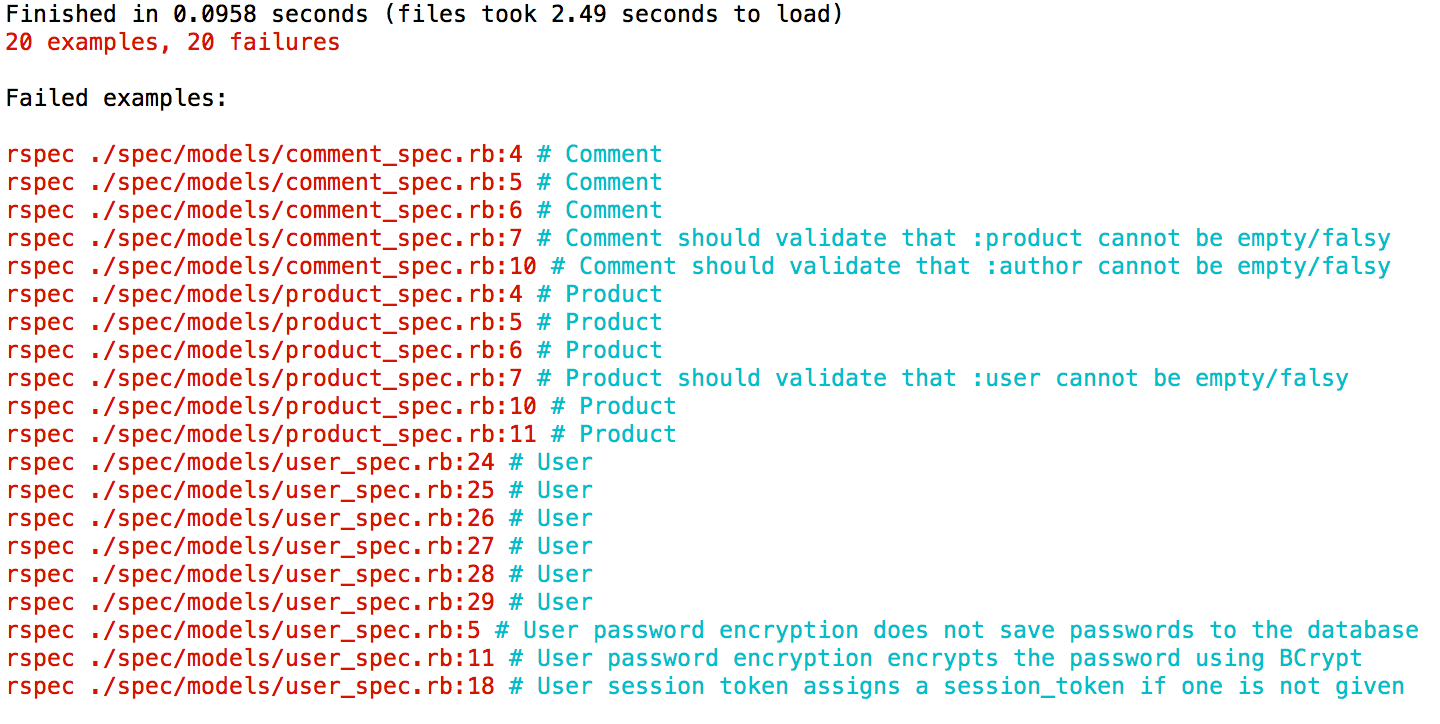 Finished in 0.0958 seconds (files took 2.49 seconds to load)
20 examples, 20 failures
Failed examples:
rspec ./spec/models/comment_spec.rb:4 # Comment
rspec ./spec/models/comment_spec.rb:5 # Comment
rspec ./spec/models/comment_spec.rb:6 # Comment
rspec ./spec/models/comment_spec.rb:7 # Comment should validate that :product cannot be empty/falsy
rspec ./spec/models/comment_spec.rb:10 # Comment should validate that :author cannot be empty/falsy
rspec ./spec/models/product_spec.rb:4 # Product
rspec ./spec/models/product_spec.rb:5 # Product
rspec ./spec/models/product_spec.rb:6 # Product
rspec ./spec/models/product_spec.rb:7 # Product should validate that :user cannot be empty/falsy
rspec ./spec/models/product_spec.rb:10 # Product
rspec ./spec/models/product_spec.rb:11 # Product
rspec ./spec/models/user_spec.rb:24 # User
rspec ./spec/models/user_spec.rb:25 # User
rspec ./spec/models/user_spec.rb:26 # User
rspec ./spec/models/user_spec.rb:27 # User
rspec ./spec/models/user_spec.rb:28 # User
rspec ./spec/models/user_spec.rb:29 # User
rspec ./spec/models/user_spec.rb:5 # User password encryption does not save passwords to the database
rspec ./spec/models/user_spec.rb:11 # User password encryption encrypts the password using BCrypt
rspec ./spec/models/user_spec.rb:18 # User session token assigns a session_token if one is not given